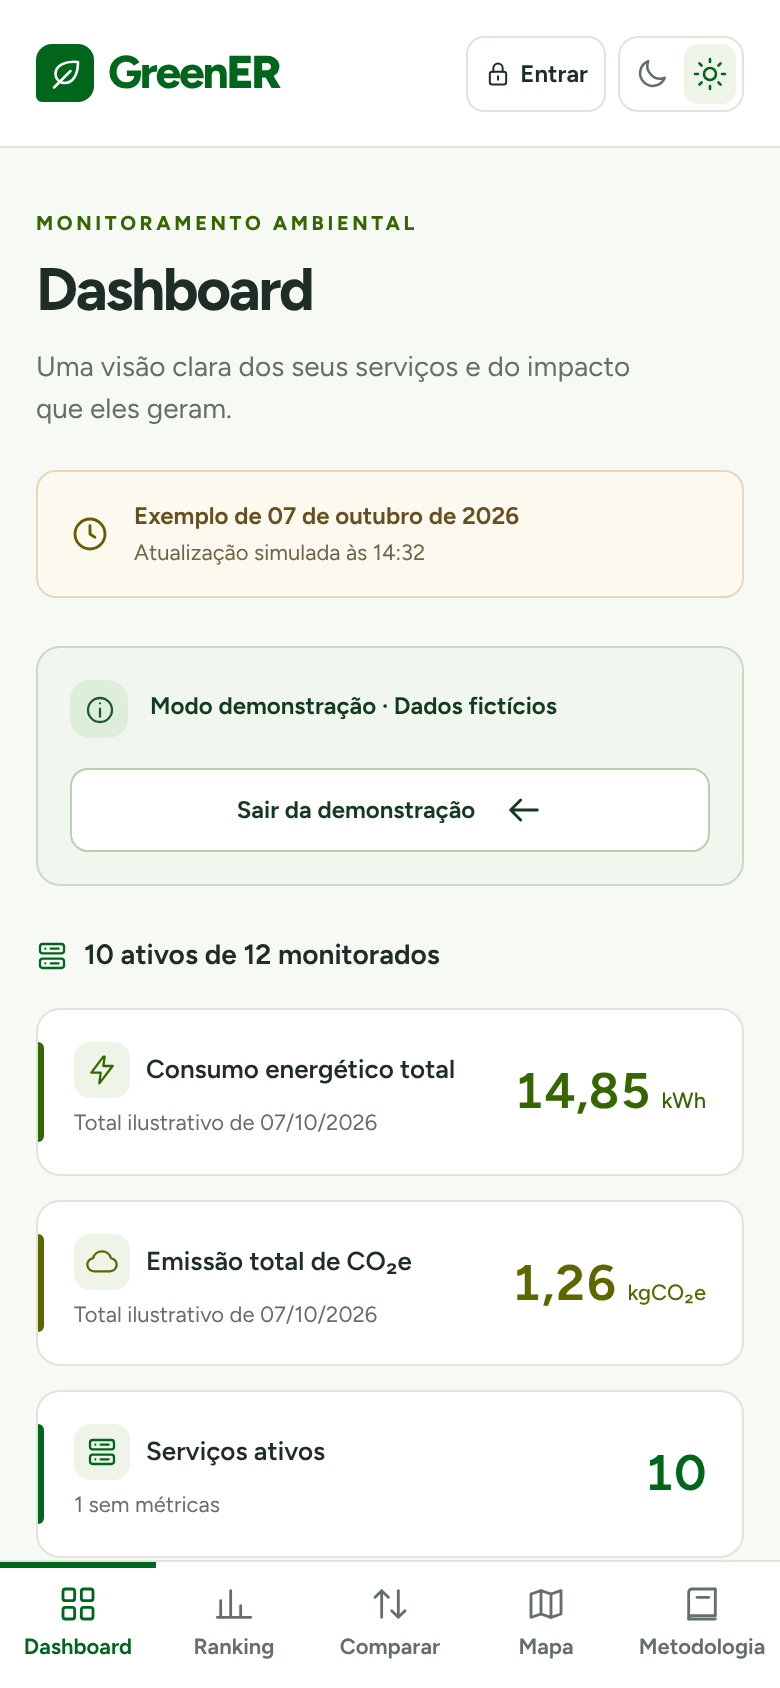 GreenER
Entrar
MONITORAMENTO AMBIENTAL
Dashboard
Uma visão clara dos seus serviços e do impacto
que eles geram.
Exemplo de 07 de outubro de 2026
Atualização simulada às 14:32
Modo demonstração · Dados fictícios
Sair da demonstração
10 ativos de 12 monitorados
Consumo energético total
Total ilustrativo de 07/10/2026
14,85 kWh
Emissão total de CO₂e
Total ilustrativo de 07/10/2026
1,26 kgCO₂e
Serviços ativos
1 sem métricas
10
Dashboard
Ranking
Comparar
Mapa
Metodologia